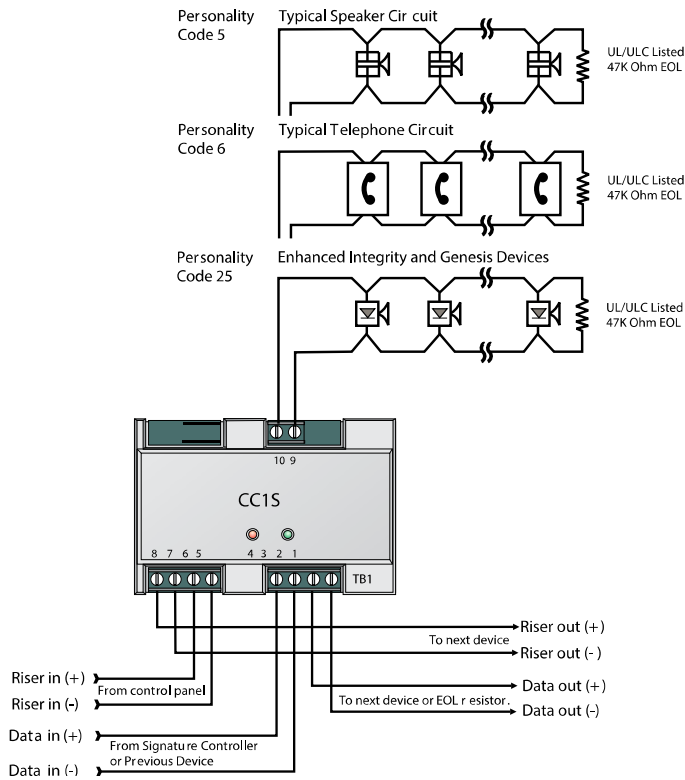 Personality Typical Speaker Cir cuit
Code 5
UL/ULC Listed
47K Ohm EOL
Personality Typical Telephone Circuit
Code 6
UL/ULC Listed
47K Ohm EOL
Personality Enhanced Integrity and Genesis Devices
Code 25
UL/ULC Listed
47K Ohm EOL
10 9
CC1S
8 7 6 5 4 3 2 1
TB1
Riser out (+)
To next device
Riser out (-)
Riser in (+)
From control panel
Riser in (-)
Data out (+)
To next device or EOL r esistor.
Data out (-)
Data in (+)
From Signature Controller
or Previous Device
Data in (-)